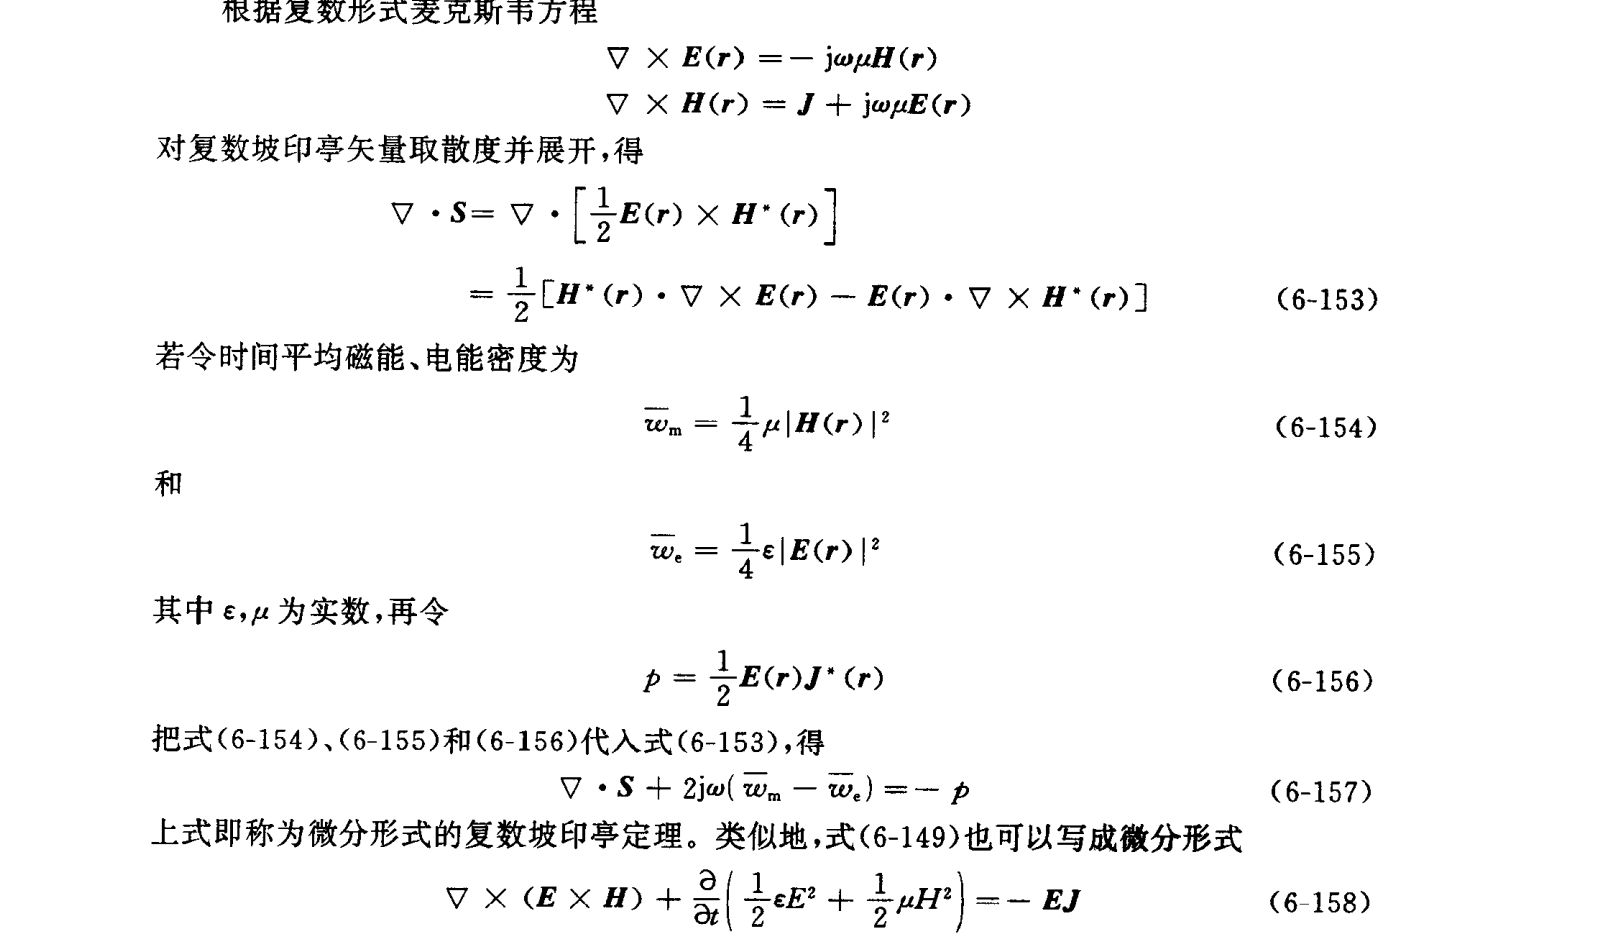 根据复数形式麦克斯韦方程
∇ × E(r) = − jωμH(r)
∇ × H(r) = J + jωμE(r)
对复数坡印亭矢量取散度并展开,得
∇ · S = ∇ · [1/2 E(r) × H*(r)]
= 1/2 [H*(r) · ∇ × E(r) − E(r) · ∇ × H*(r)] (6-153)
若令时间平均磁能、电能密度为
w̅ₘ = 1/4 μ|H(r)|² (6-154)
和
w̅ₑ = 1/4 ε|E(r)|² (6-155)
其中 ε,μ 为实数,再令
p = 1/2 E(r)J*(r) (6-156)
把式(6-154)、(6-155)和(6-156)代入式(6-153),得
∇ · S + 2jω(w̅ₘ − w̅ₑ) = − p (6-157)
上式即称为微分形式的复数坡印亭定理。类似地,式(6-149)也可以写成微分形式
∇ × (E × H) + ∂/∂t (1/2 εE² + 1/2 μH²) = − EJ (6-158)